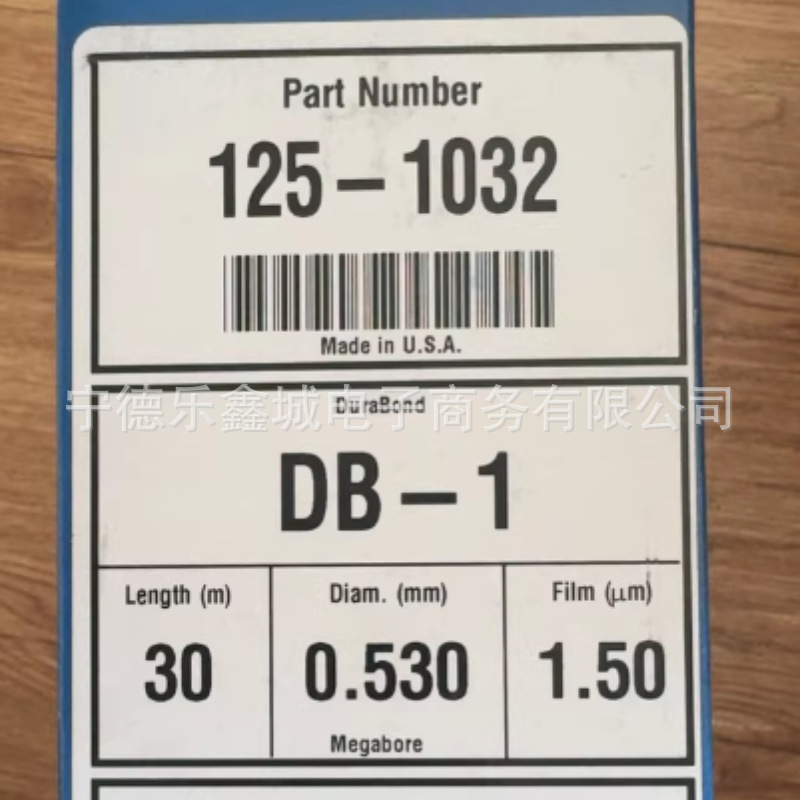 Part Number
125-1032
Made in U.S.A.
DuraBond
宁德乐鑫城电子商务有限公司
DB-1
Length (m) Diam. (mm) Film (μm)
30 0.530 1.50
Megabore